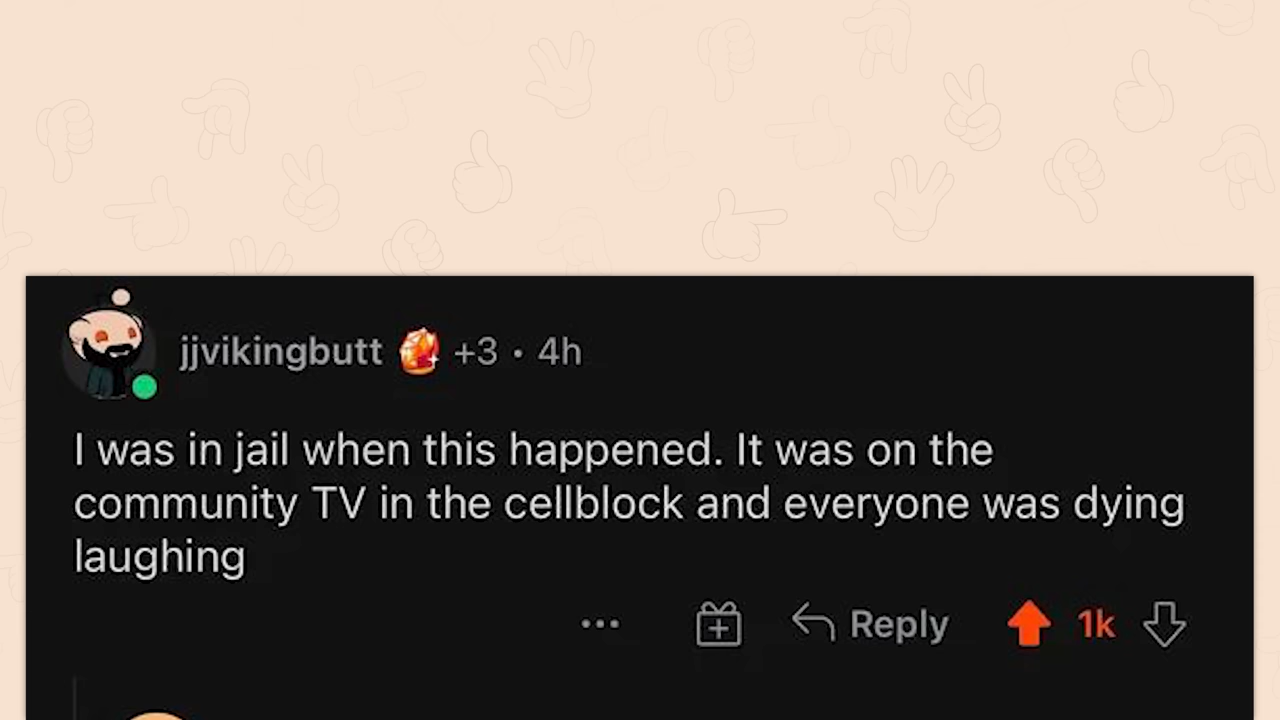 jjvikingbutt +3 • 4h
I was in jail when this happened. It was on the
community TV in the cellblock and everyone was dying
laughing
... Reply 1k